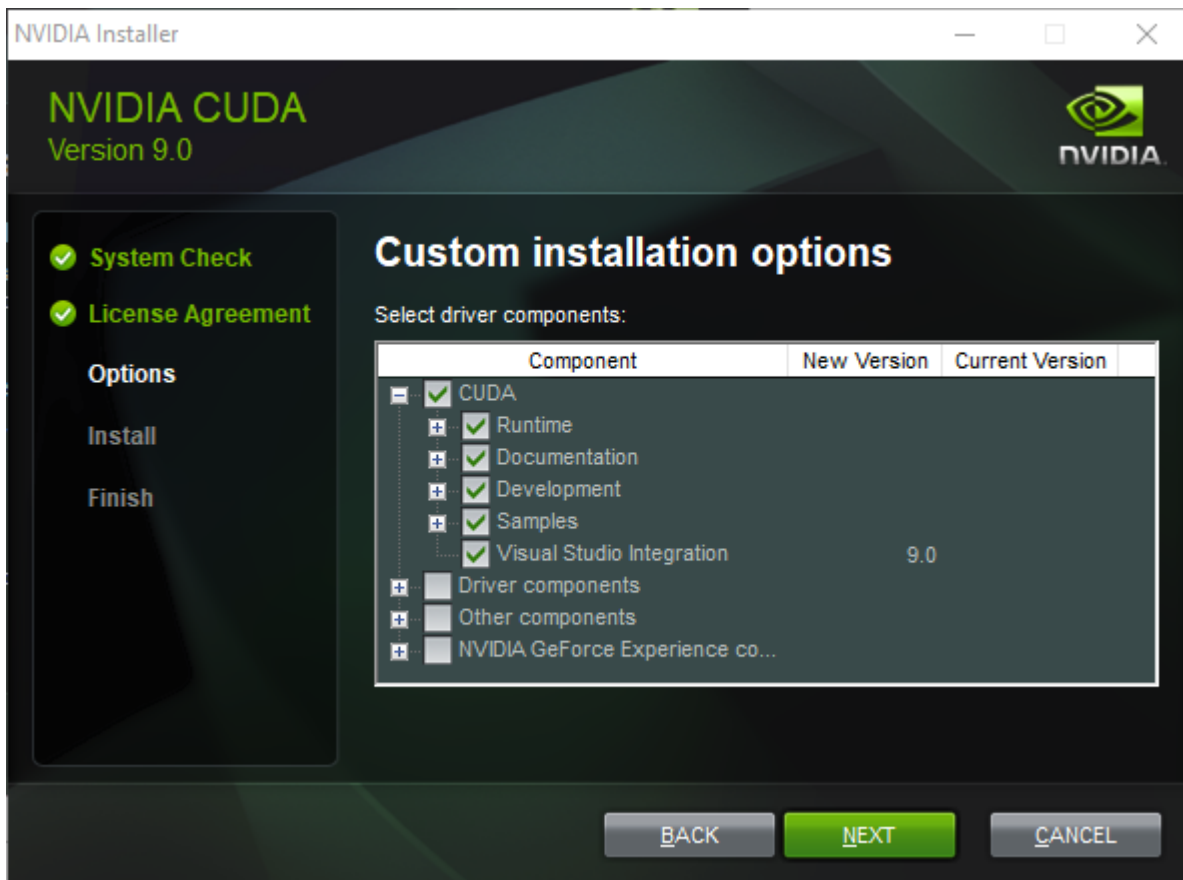 NVIDIA Installer
NVIDIA CUDA
Version 9.0
NVIDIA.
System Check
License Agreement
Options
Install
Finish
Custom installation options
Select driver components:
Component New Version Current Version
CUDA
Runtime
Documentation
Development
Samples
Visual Studio Integration 9.0
Driver components
Other components
NVIDIA GeForce Experience co...
BACK NEXT CANCEL